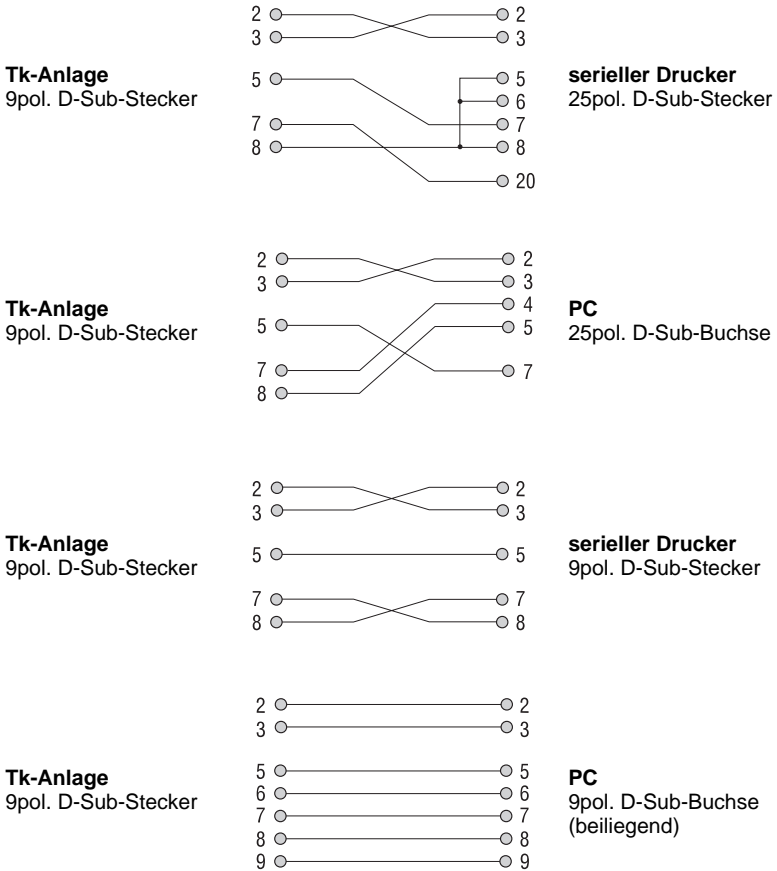 2 2
3 3
Tk-Anlage
9pol. D-Sub-Stecker
5 5
6
7 7
8 8
20
serieller Drucker
25pol. D-Sub-Stecker
2 2
3 3
4
Tk-Anlage
9pol. D-Sub-Stecker
5 5
7 7
8
PC
25pol. D-Sub-Buchse
2 2
3 3
Tk-Anlage
9pol. D-Sub-Stecker
5 5
7 7
8 8
serieller Drucker
9pol. D-Sub-Stecker
2 2
3 3
Tk-Anlage
9pol. D-Sub-Stecker
5 5
6 6
7 7
8 8
9 9
PC
9pol. D-Sub-Buchse
(beiliegend)